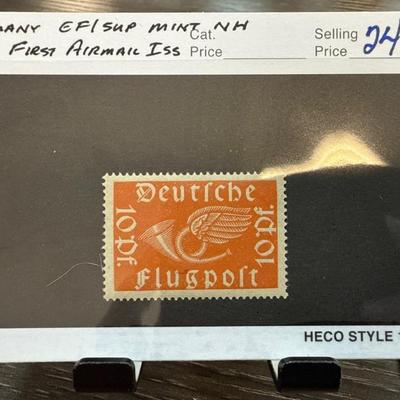 MANY EF/SUP MINT NH Cat. Selling
FIRST AIRMAIL ISS Price Price 24
Deutſche
10 Pf. 10 Pf.
Flugpoſt
HECO STYLE